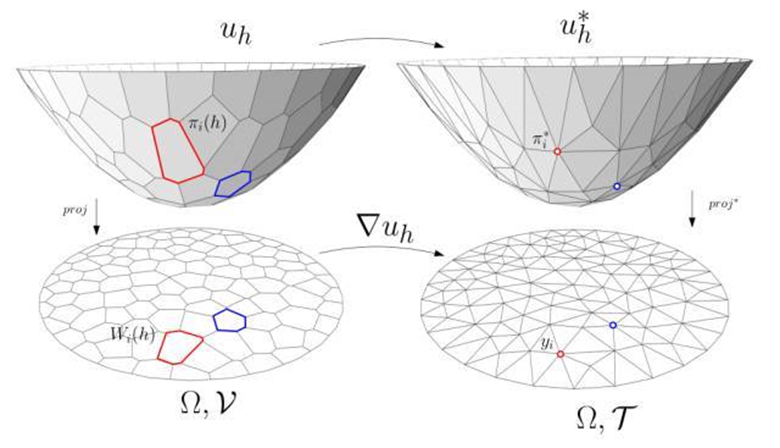 u_h
u_h^*
π_i(h)
π_i^*
proj
proj*
∇u_h
W_i(h)
y_i
Ω, 𝒱
Ω, 𝒯